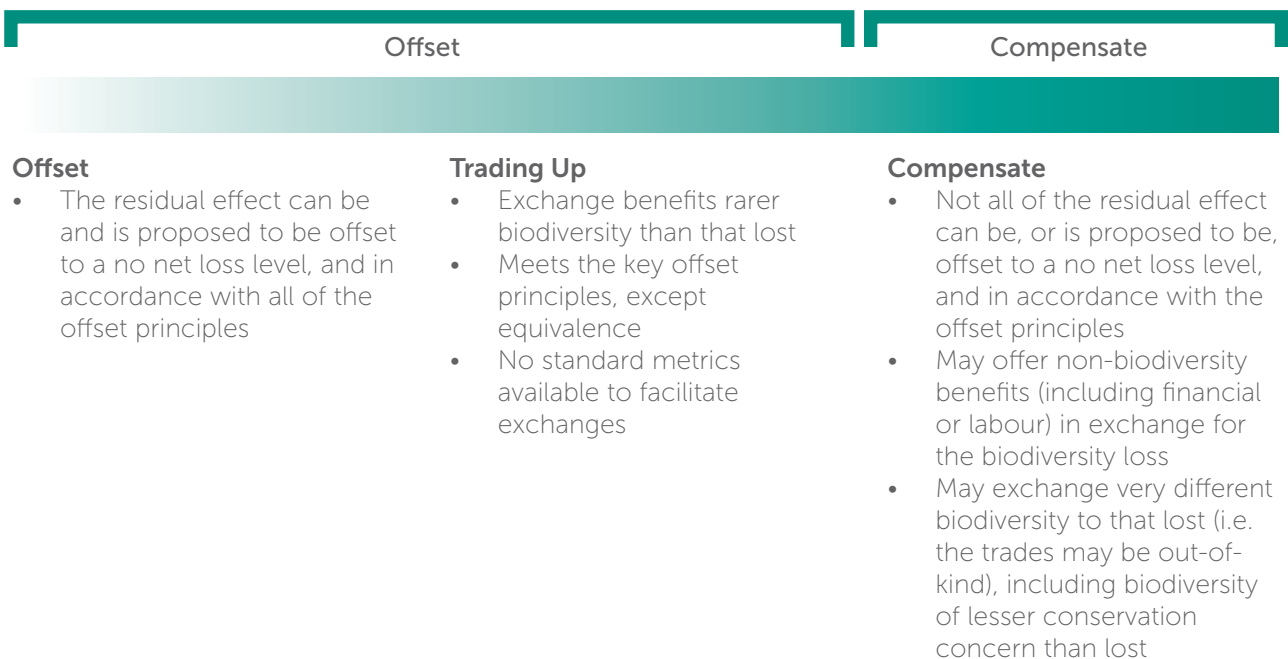 Offset
Compensate
Offset
• The residual effect can be
and is proposed to be offset
to a no net loss level, and in
accordance with all of the
offset principles
Trading Up
• Exchange benefits rarer
biodiversity than that lost
• Meets the key offset
principles, except
equivalence
• No standard metrics
available to facilitate
exchanges
Compensate
• Not all of the residual effect
can be, or is proposed to be,
offset to a no net loss level,
and in accordance with the
offset principles
• May offer non-biodiversity
benefits (including financial
or labour) in exchange for
the biodiversity loss
• May exchange very different
biodiversity to that lost (i.e.
the trades may be out-of-
kind), including biodiversity
of lesser conservation
concern than lost